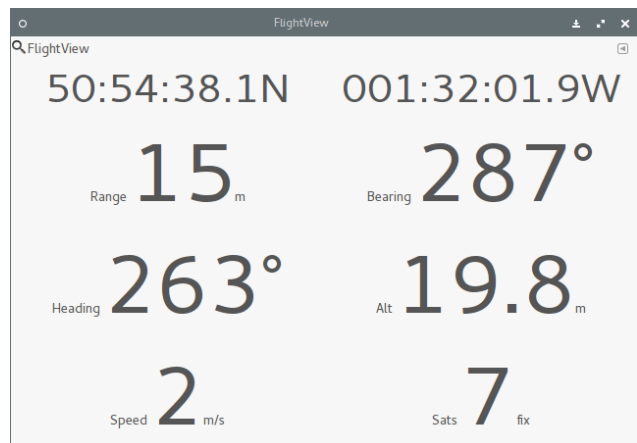 FlightView
FlightView
50:54:38.1N 001:32:01.9W
Range 15 m Bearing 287°
Heading 263° Alt 19.8 m
Speed 2 m/s Sats 7 fix